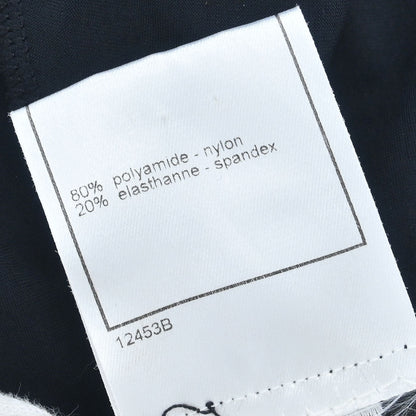 80% polyamide - nylon
20% elasthanne - spandex
12453B